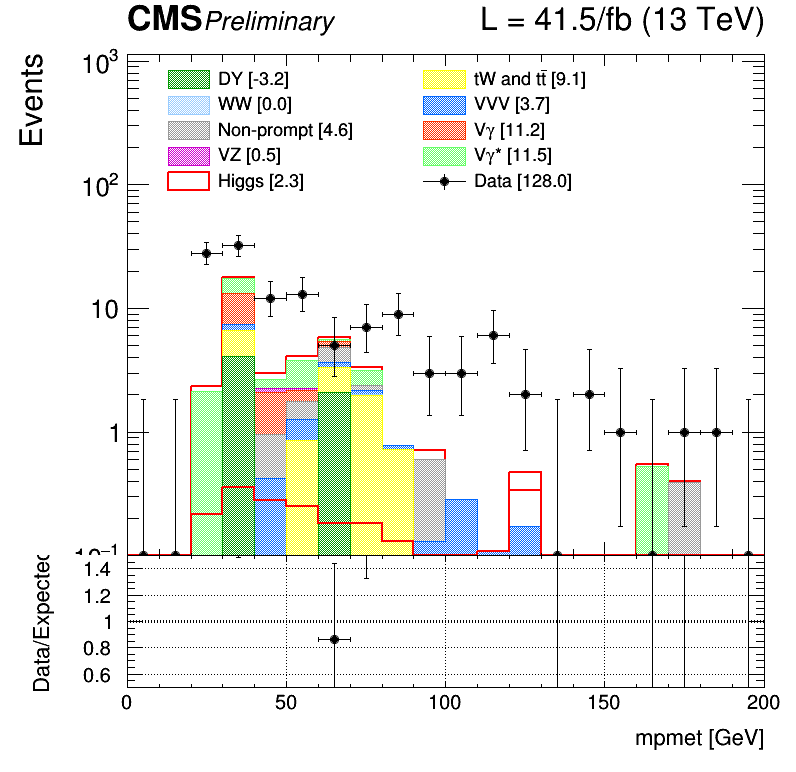 CMS Preliminary L = 41.5/fb (13 TeV)
Events
10³
10²
10
1
10⁻¹
DY [-3.2]
WW [0.0]
Non-prompt [4.6]
VZ [0.5]
Higgs [2.3]
tW and tt̄ [9.1]
VVV [3.7]
Vγ [11.2]
Vγ* [11.5]
Data [128.0]
Data/Expected
1.4
1.2
1
0.8
0.6
0 50 100 150 200
mpmet [GeV]